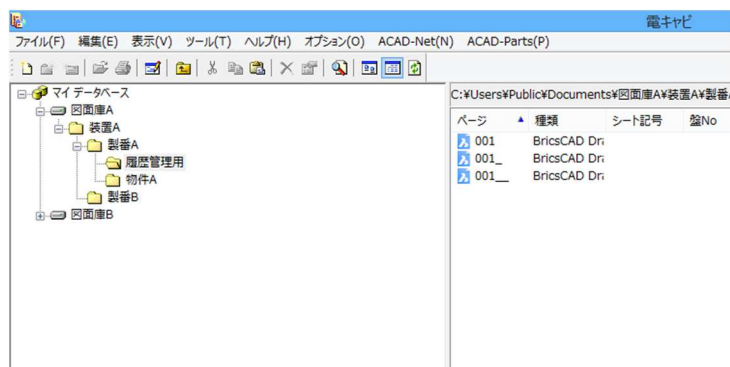 電キャビ
ファイル(F) 編集(E) 表示(V) ツール(T) ヘルプ(H) オプション(O) ACAD-Net(N) ACAD-Parts(P)
マイ データベース
図面庫A
装置A
製番A
履歴管理用
物件A
製番B
図面庫B
C:¥Users¥Public¥Documents¥図面庫A¥装置A¥製番
ページ 種類 シート記号 盤No
001 BricsCAD Dr
001_ BricsCAD Dr
001__ BricsCAD Dr